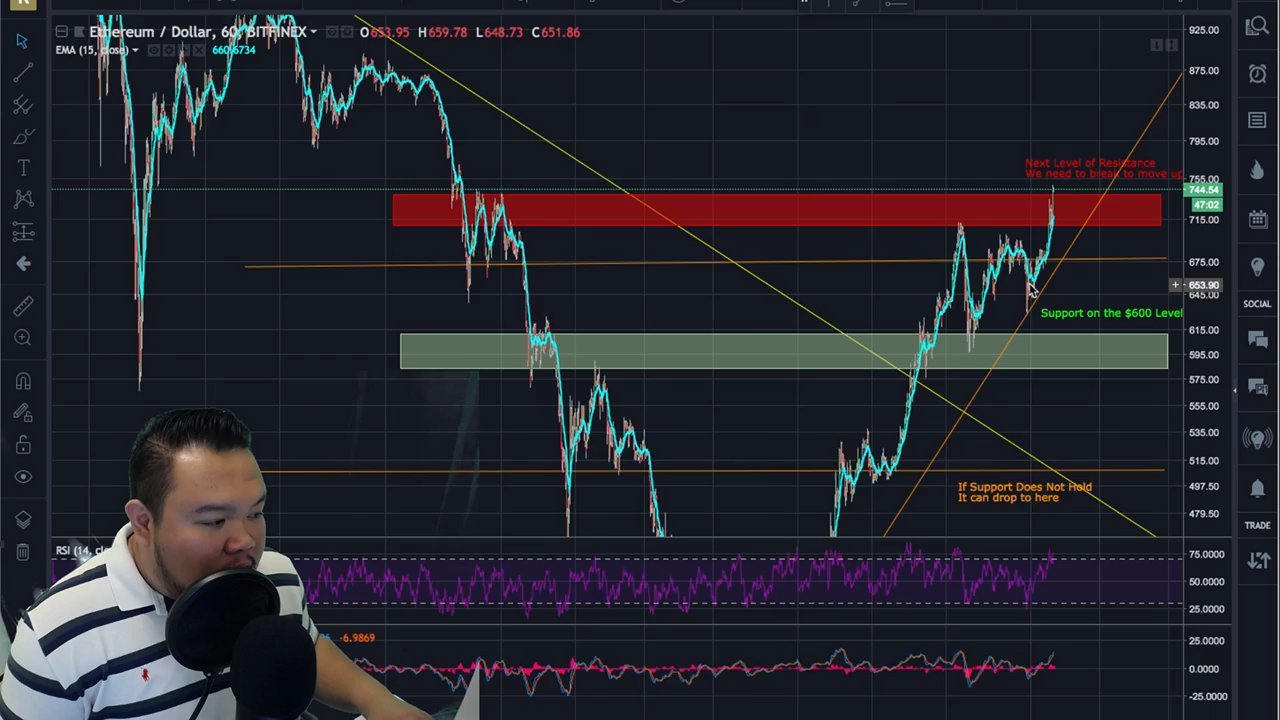 Ethereum / Dollar, 60, BITFINEX O653.95 H659.78 L648.73 C651.86
EMA (15, close) 660.6734
925.00
875.00
835.00
795.00
755.00
Next Level of Resistance
We need to break to move up
744.54
47:02
715.00
675.00
653.90
645.00
Support on the $600 Level
615.00
595.00
575.00
555.00
535.00
515.00
If Support Does Not Hold
It can drop to here
497.50
479.50
RSI (14,
75.0000
50.0000
25.0000
-6.9869
25.0000
0.0000
-25.0000
SOCIAL
TRADE